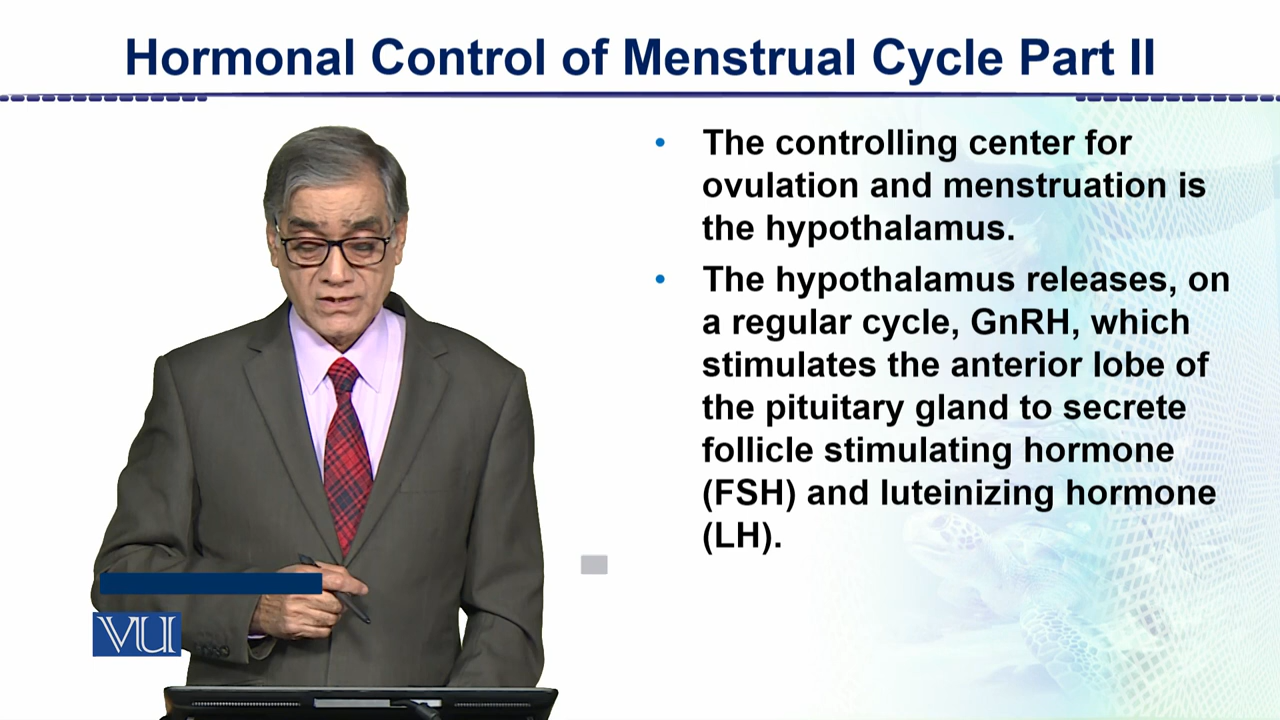 Hormonal Control of Menstrual Cycle Part II
• The controlling center for
ovulation and menstruation is
the hypothalamus.
• The hypothalamus releases, on
a regular cycle, GnRH, which
stimulates the anterior lobe of
the pituitary gland to secrete
follicle stimulating hormone
(FSH) and luteinizing hormone
(LH).
VU